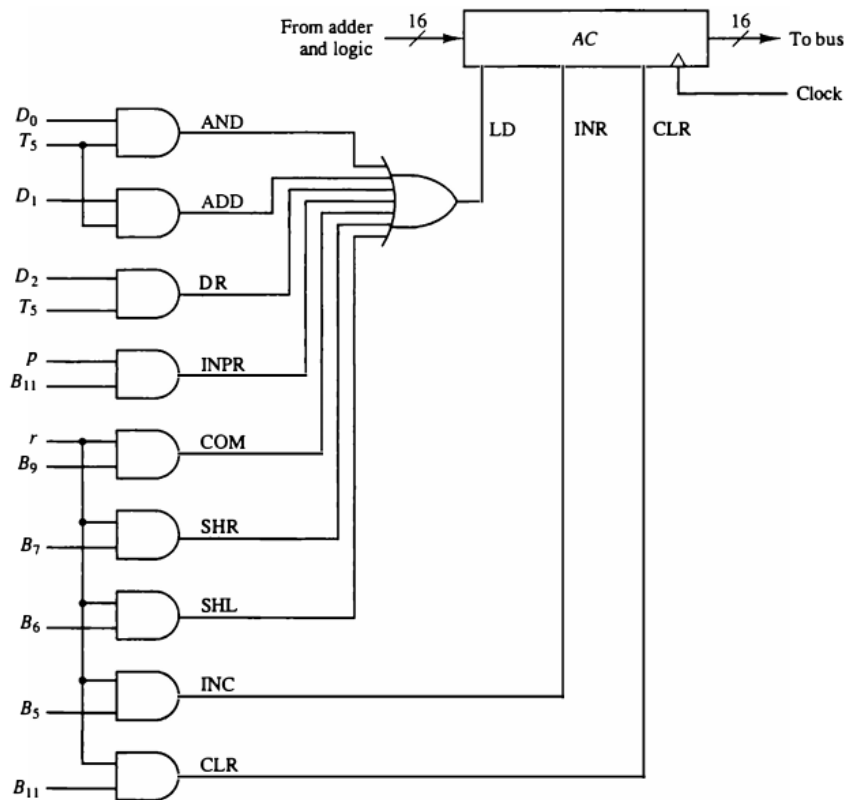 From adder
and logic
16
AC
16
To bus
Clock
LD
INR
CLR
D₀
T₅
AND
D₁
ADD
D₂
T₅
DR
p
B₁₁
INPR
r
B₉
COM
B₇
SHR
B₆
SHL
B₅
INC
B₁₁
CLR